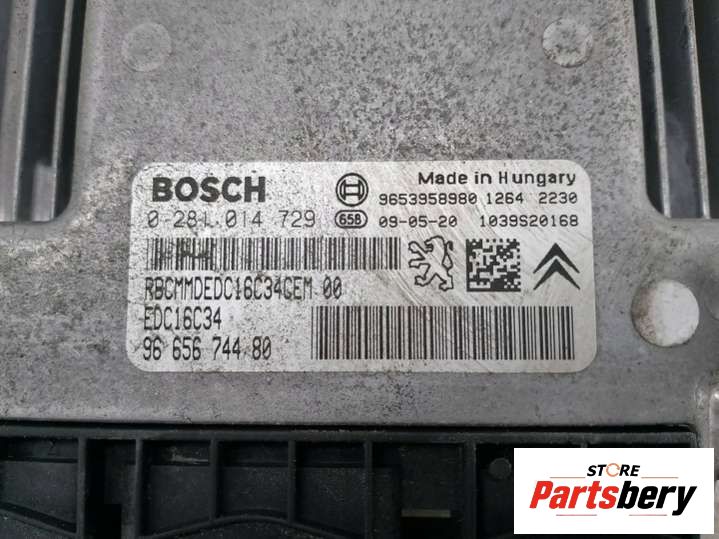 BOSCH
Made in Hungary
9653958980 1264 2230
0 281 014 729 658 09-05-20 1039S20168
RBCMMDEDC16C34GEM 00
EDC16C34
96 656 744 80
STORE
Partsbery